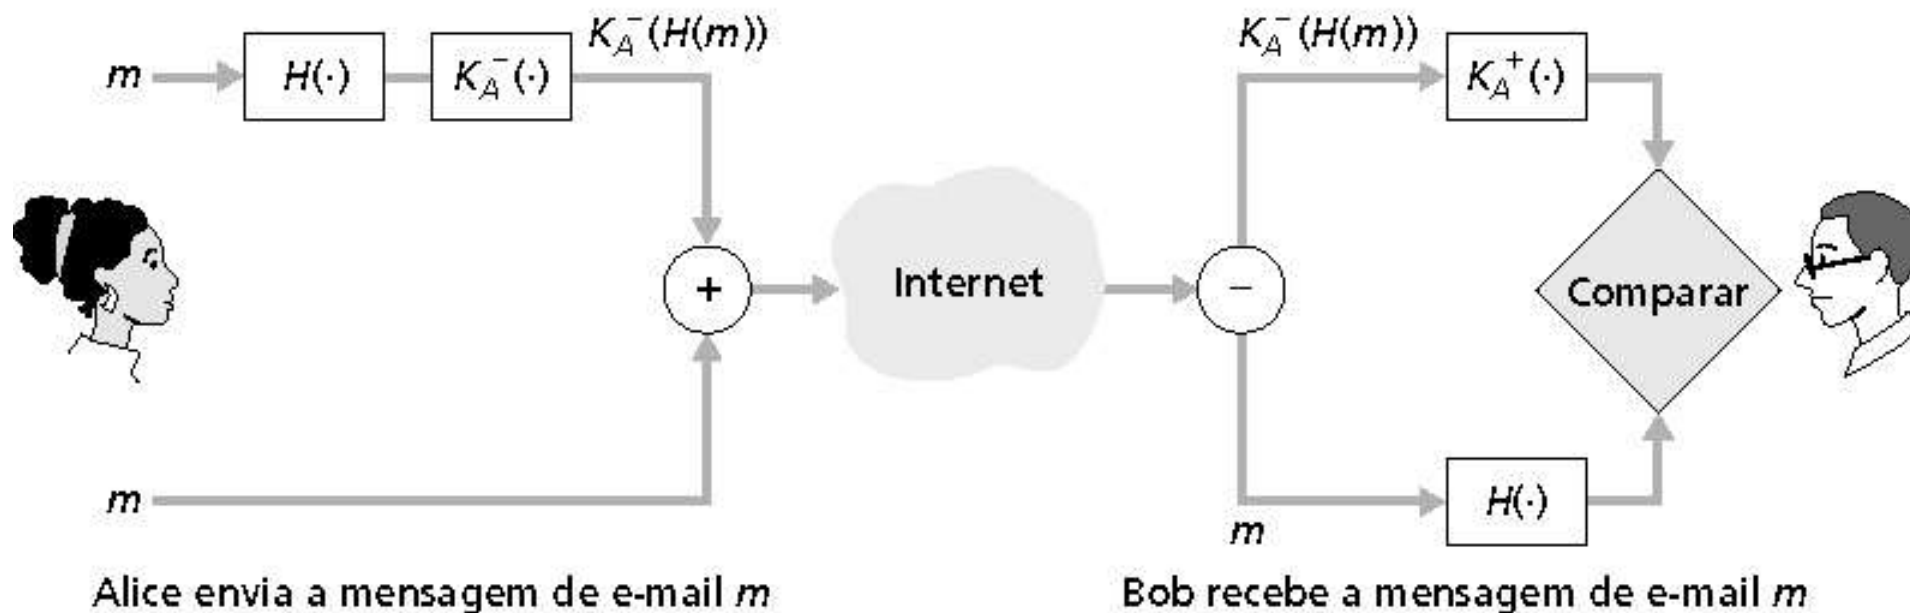 K_A^-(H(m))
m
H(·)
K_A^-(·)
+
m
Alice envia a mensagem de e-mail m
Internet
K_A^-(H(m))
K_A^+(·)
−
Comparar
m
H(·)
Bob recebe a mensagem de e-mail m